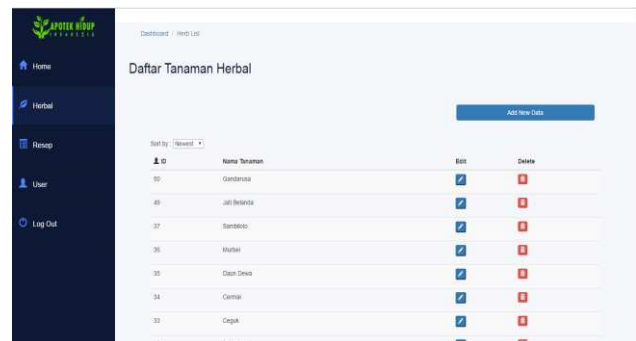 APOTEK HIDUP
INDONESIA
Dashboard / Herb List
Home
Daftar Tanaman Herbal
Herbal
Add New Data
Resep
Sort by : Newest
ID Nama Tanaman Edit Delete
User
50 Gandarusa
49 Jati Belanda
Log Out
37 Sambiloto
36 Murbei
35 Daun Dewa
34 Cermai
33 Ceguk